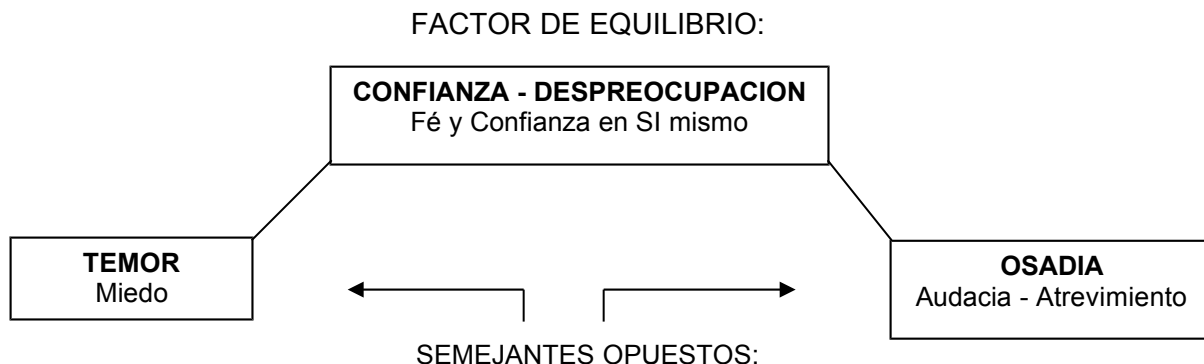 FACTOR DE EQUILIBRIO:
CONFIANZA - DESPREOCUPACION
Fé y Confianza en SI mismo
TEMOR
Miedo
OSADIA
Audacia - Atrevimiento
SEMEJANTES OPUESTOS: